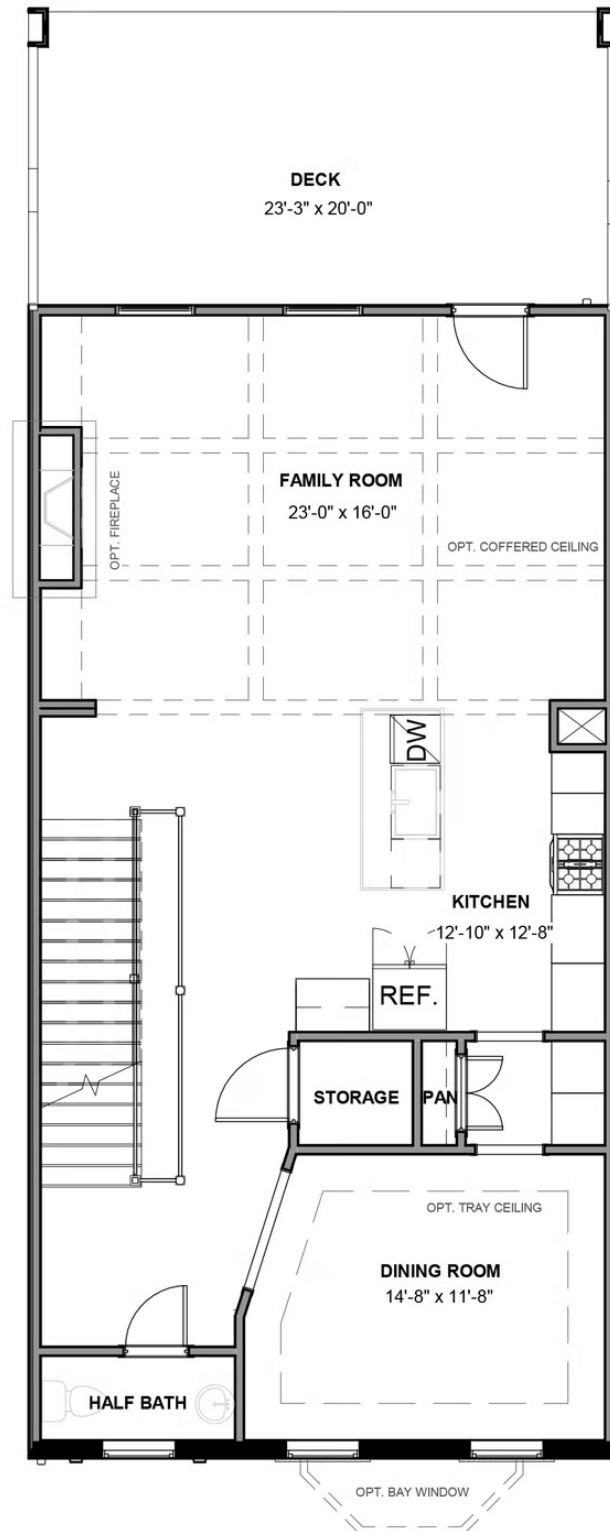 DECK
23'-3" x 20'-0"
FAMILY ROOM
23'-0" x 16'-0"
OPT. FIREPLACE
OPT. COFFERED CEILING
DW
KITCHEN
12'-10" x 12'-8"
REF.
STORAGE
PAN
OPT. TRAY CEILING
DINING ROOM
14'-8" x 11'-8"
HALF BATH
OPT. BAY WINDOW